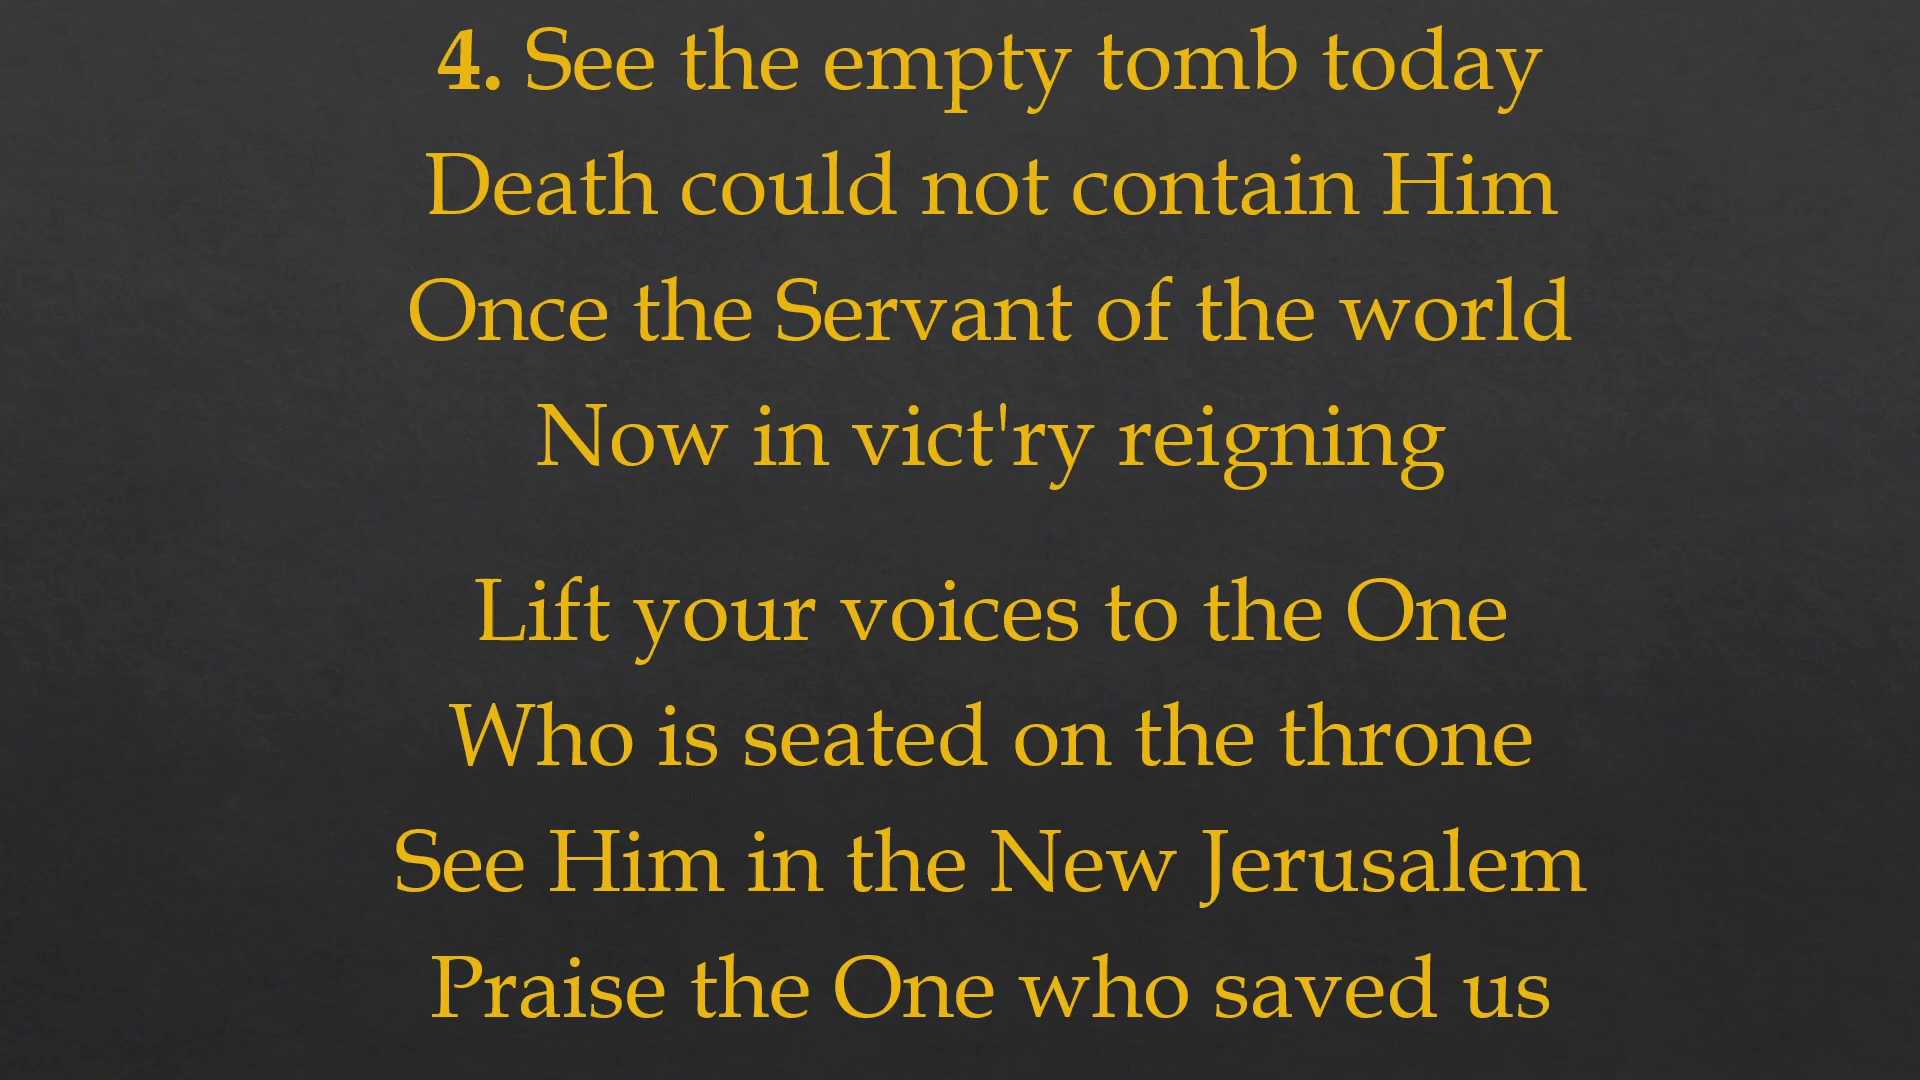 4. See the empty tomb today
Death could not contain Him
Once the Servant of the world
Now in vict'ry reigning
Lift your voices to the One
Who is seated on the throne
See Him in the New Jerusalem
Praise the One who saved us